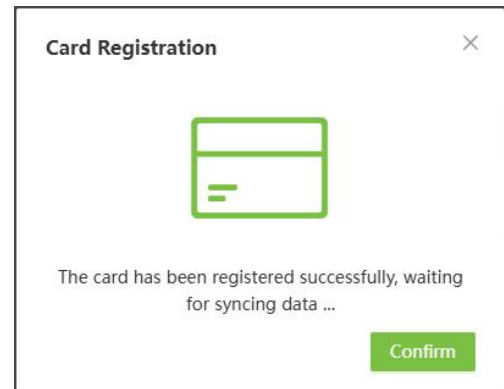 Card Registration
The card has been registered successfully, waiting
for syncing data ...
Confirm